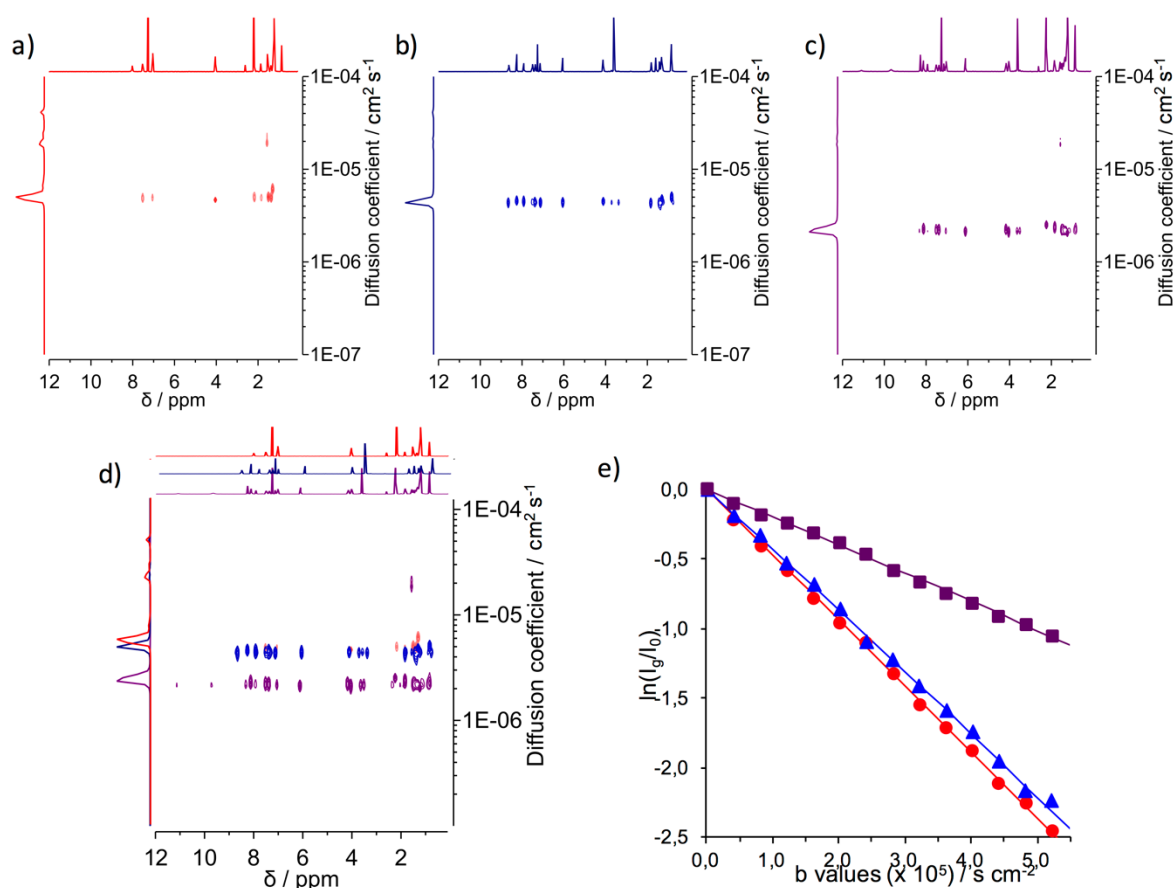 a)
1E-04
1E-05
1E-06
1E-07
Diffusion coefficient / cm² s⁻¹
12 10 8 6 4 2
δ / ppm
b)
1E-04
1E-05
1E-06
1E-07
Diffusion coefficient / cm² s⁻¹
12 10 8 6 4 2
δ / ppm
c)
1E-04
1E-05
1E-06
1E-07
Diffusion coefficient / cm² s⁻¹
12 10 8 6 4 2
δ / ppm
d)
1E-04
1E-05
1E-06
Diffusion coefficient / cm² s⁻¹
12 10 8 6 4 2
δ / ppm
e)
0,0
-0,5
-1,0
-1,5
-2,0
-2,5
ln(I_g/I_0)
0,0 1,0 2,0 3,0 4,0 5,0
b values (x 10⁵) / s cm⁻²